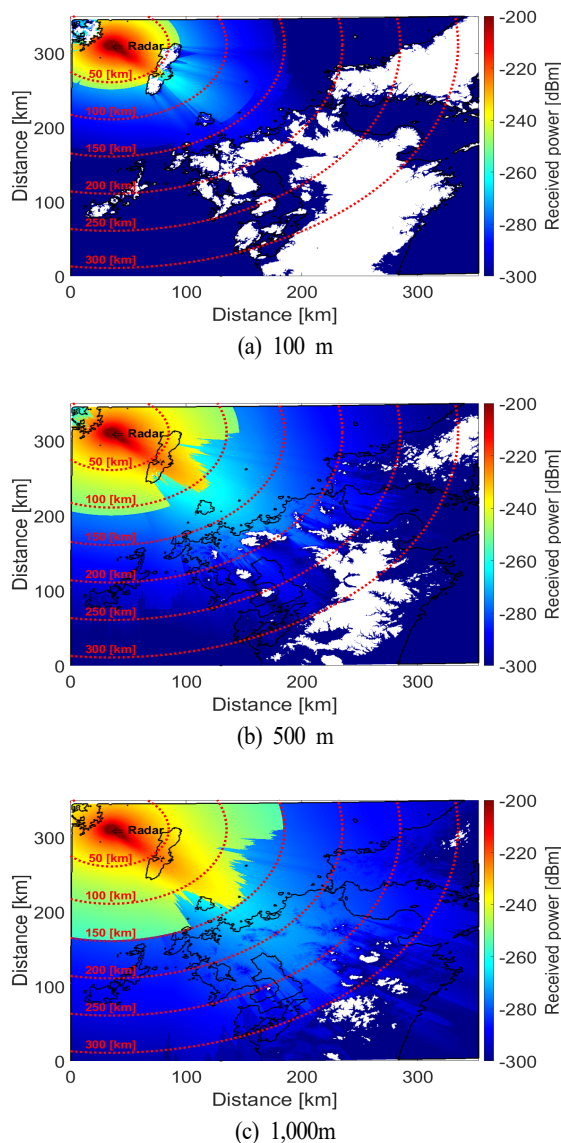 300
200
100
0
Distance [km]
Radar
50 [km]
100 [km]
150 [km]
200 [km]
250 [km]
300 [km]
0
100
200
300
Distance [km]
-200
-220
-240
-260
-280
-300
Received power [dBm]
(a) 100 m
300
200
100
0
Distance [km]
Radar
50 [km]
100 [km]
150 [km]
200 [km]
250 [km]
300 [km]
0
100
200
300
Distance [km]
-200
-220
-240
-260
-280
-300
Received power [dBm]
(b) 500 m
300
200
100
0
Distance [km]
Radar
50 [km]
100 [km]
150 [km]
200 [km]
250 [km]
300 [km]
0
100
200
300
Distance [km]
-200
-220
-240
-260
-280
-300
Received power [dBm]
(c) 1,000m